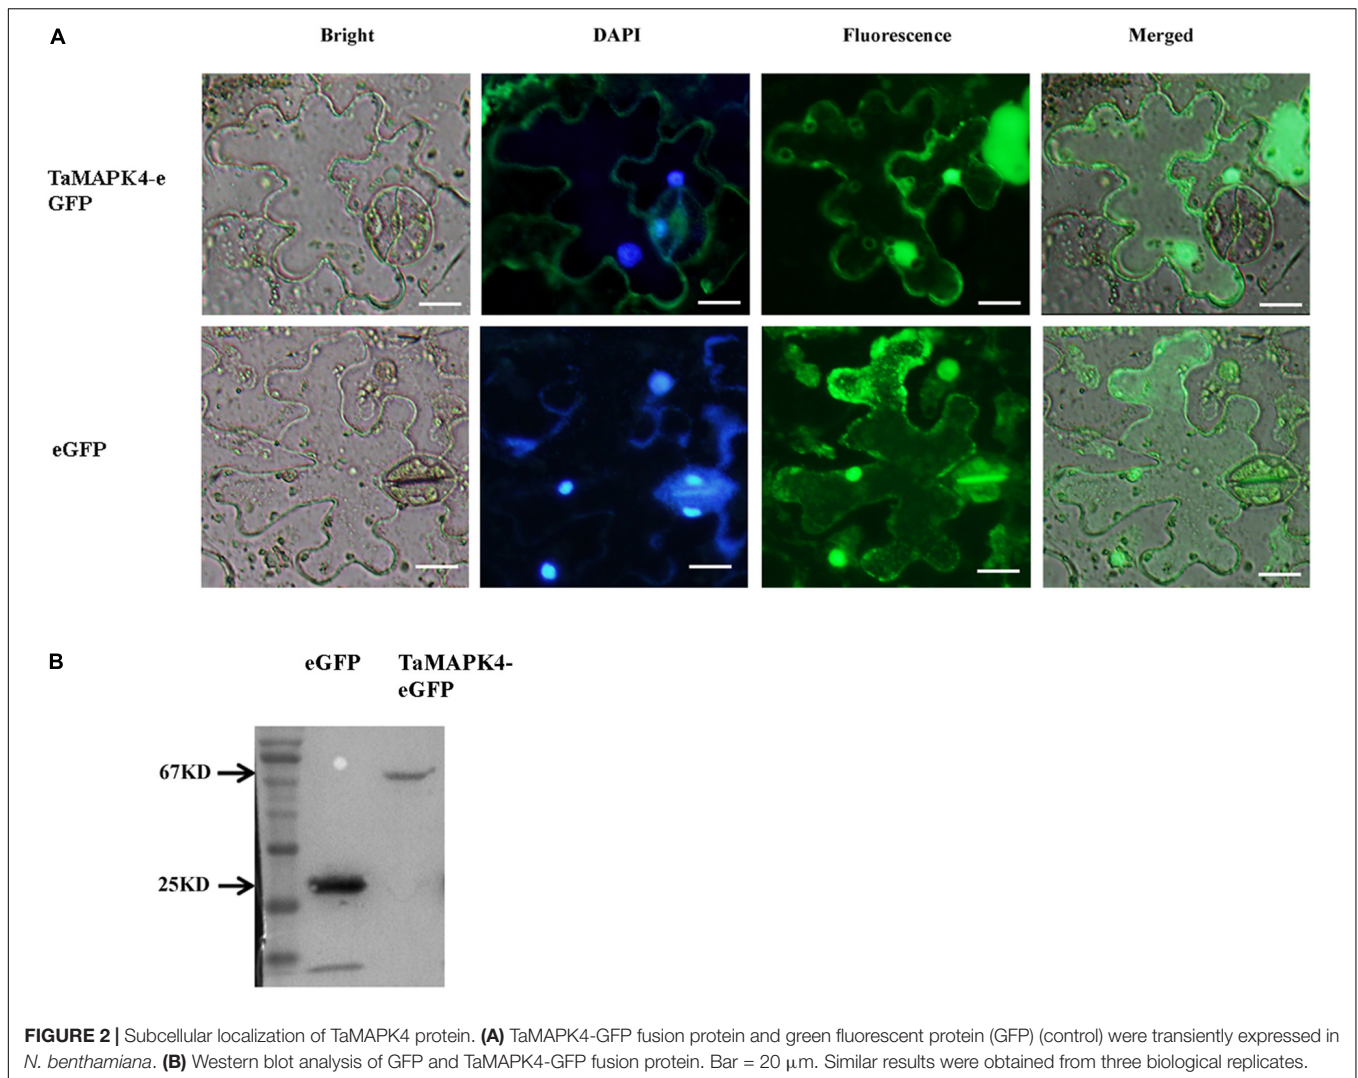 A
Bright DAPI Fluorescence Merged
TaMAPK4-e
GFP
eGFP
B
eGFP TaMAPK4-
eGFP
67KD
25KD
FIGURE 2 | Subcellular localization of TaMAPK4 protein. (A) TaMAPK4-GFP fusion protein and green fluorescent protein (GFP) (control) were transiently expressed in
N. benthamiana. (B) Western blot analysis of GFP and TaMAPK4-GFP fusion protein. Bar = 20 μm. Similar results were obtained from three biological replicates.